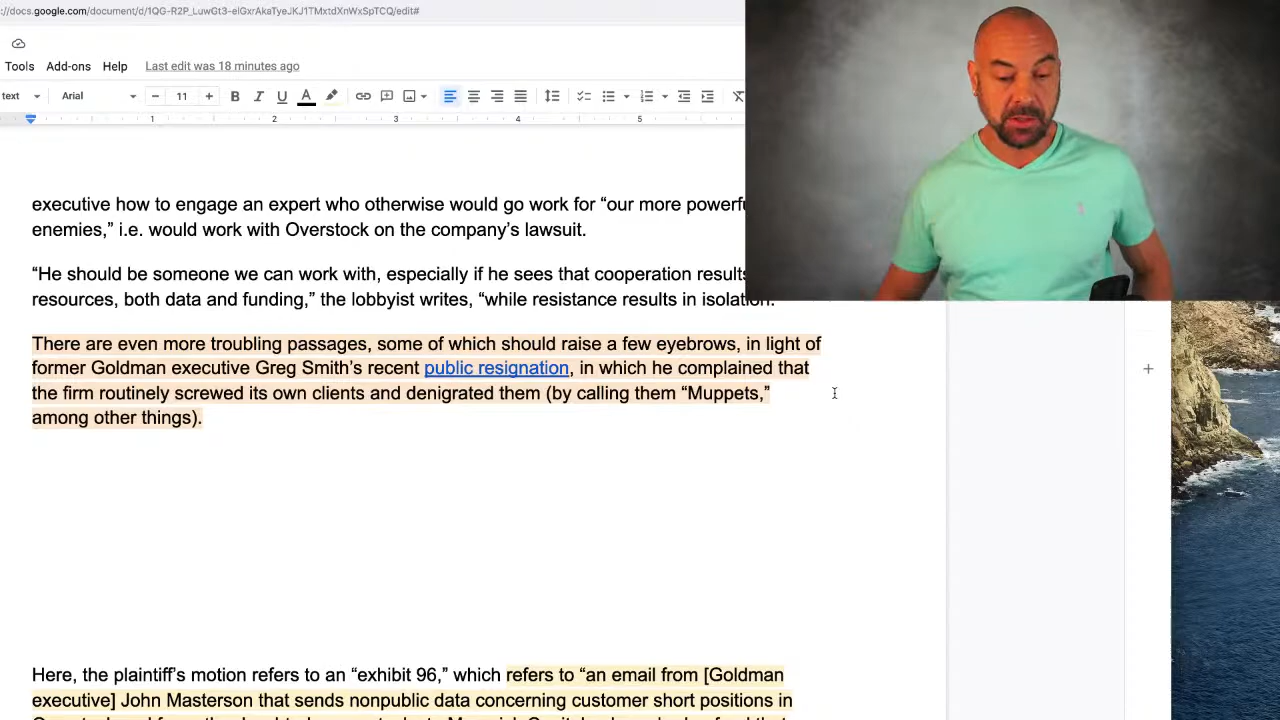 ://docs.google.com/document/d/1QG-R2P_LuwGt3-eIGxrAkaTyeJKJ1TMxtdXnWxSpTCQ/edit#
Tools Add-ons Help Last edit was 18 minutes ago
text Arial 11
1 2 3 4 5
executive how to engage an expert who otherwise would go work for “our more
enemies,” i.e. would work with Overstock on the company’s lawsuit.
“He should be someone we can work with, especially if he sees that cooperation results
resources, both data and funding,” the lobbyist writes, “while resistance results in isolation.
There are even more troubling passages, some of which should raise a few eyebrows, in light of
former Goldman executive Greg Smith’s recent public resignation, in which he complained that
the firm routinely screwed its own clients and denigrated them (by calling them “Muppets,”
among other things).
Here, the plaintiff’s motion refers to an “exhibit 96,” which refers to “an email from [Goldman
executive] John Masterson that sends nonpublic data concerning customer short positions in